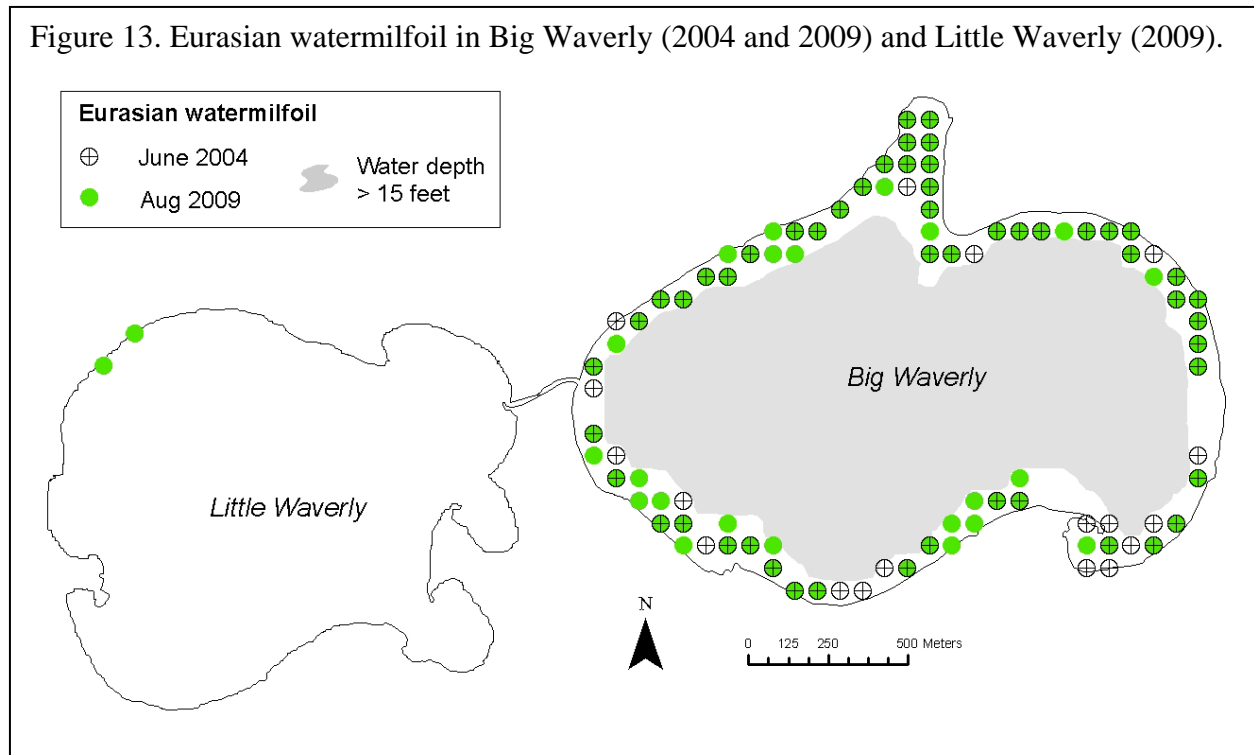 Figure 13. Eurasian watermilfoil in Big Waverly (2004 and 2009) and Little Waverly (2009).
Eurasian watermilfoil
June 2004
Aug 2009
Water depth
> 15 feet
Big Waverly
Little Waverly
N
0 125 250 500 Meters